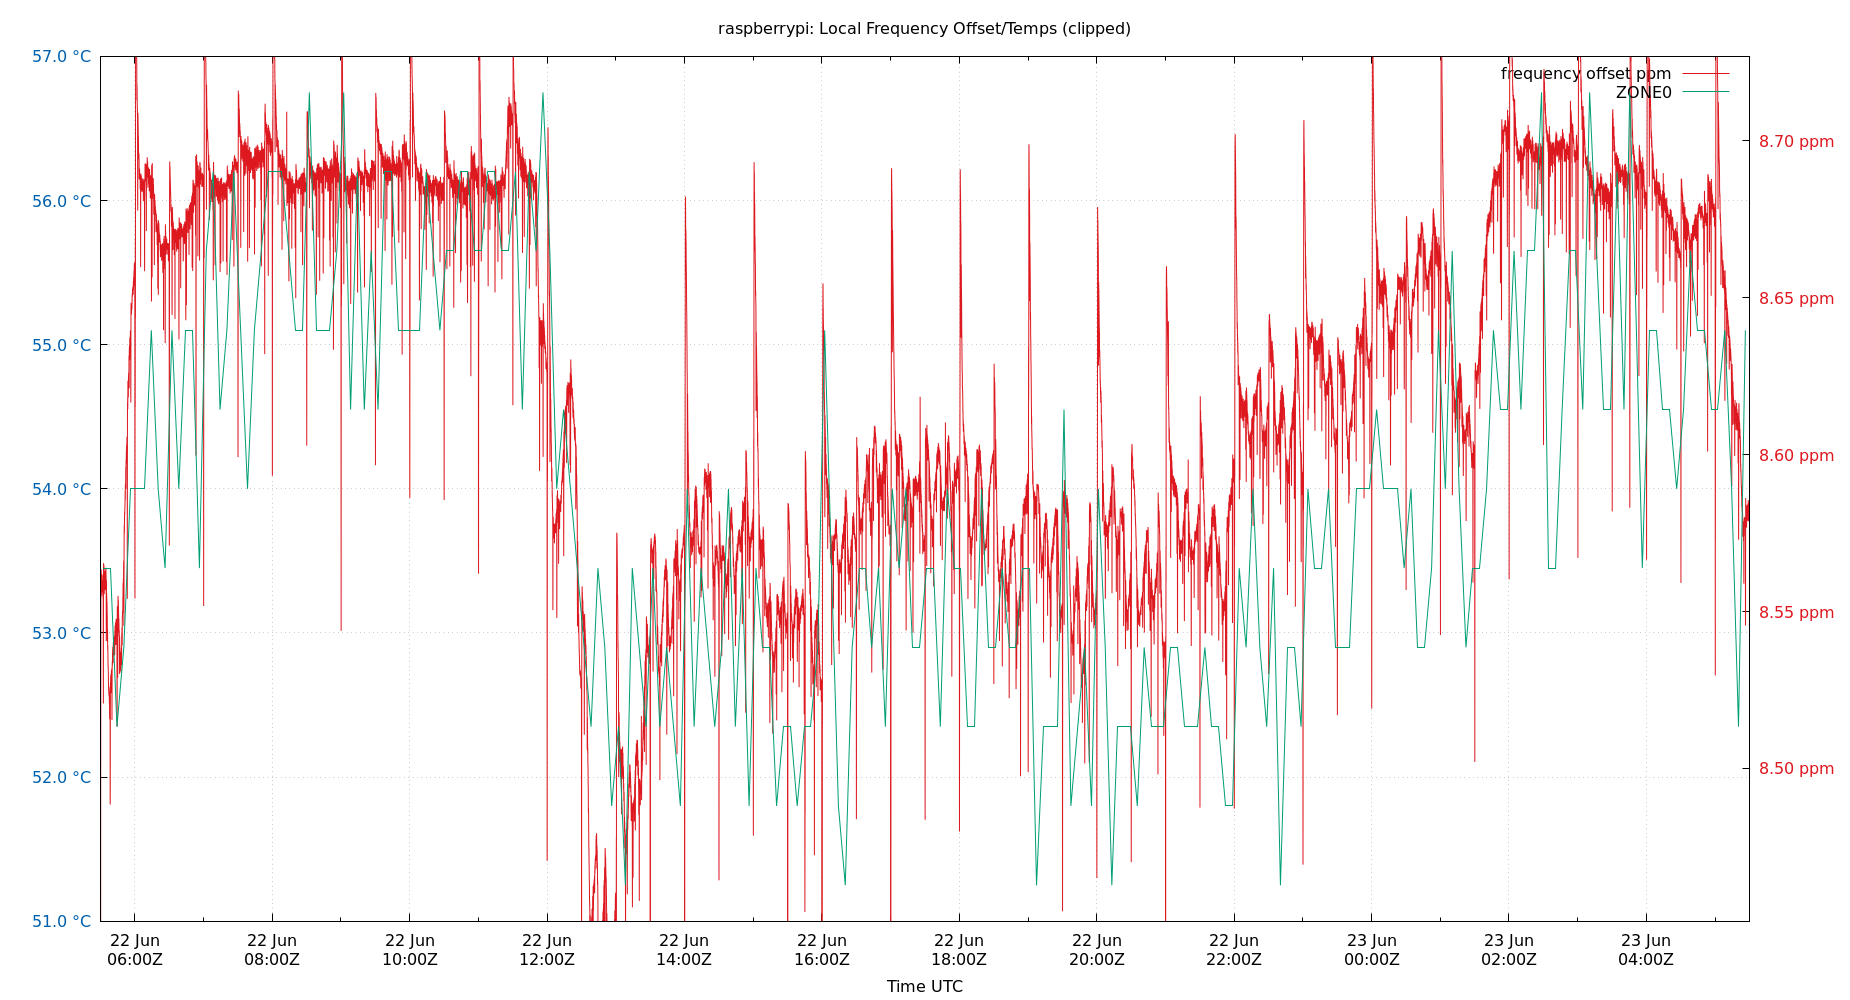 raspberrypi: Local Frequency Offset/Temps (clipped)
57.0 °C
56.0 °C
55.0 °C
54.0 °C
53.0 °C
52.0 °C
51.0 °C
frequency offset ppm
ZONE0
8.70 ppm
8.65 ppm
8.60 ppm
8.55 ppm
8.50 ppm
22 Jun 22 Jun 22 Jun 22 Jun 22 Jun 22 Jun 22 Jun 22 Jun 22 Jun 23 Jun 23 Jun 23 Jun
06:00Z 08:00Z 10:00Z 12:00Z 14:00Z 16:00Z 18:00Z 20:00Z 22:00Z 00:00Z 02:00Z 04:00Z
Time UTC